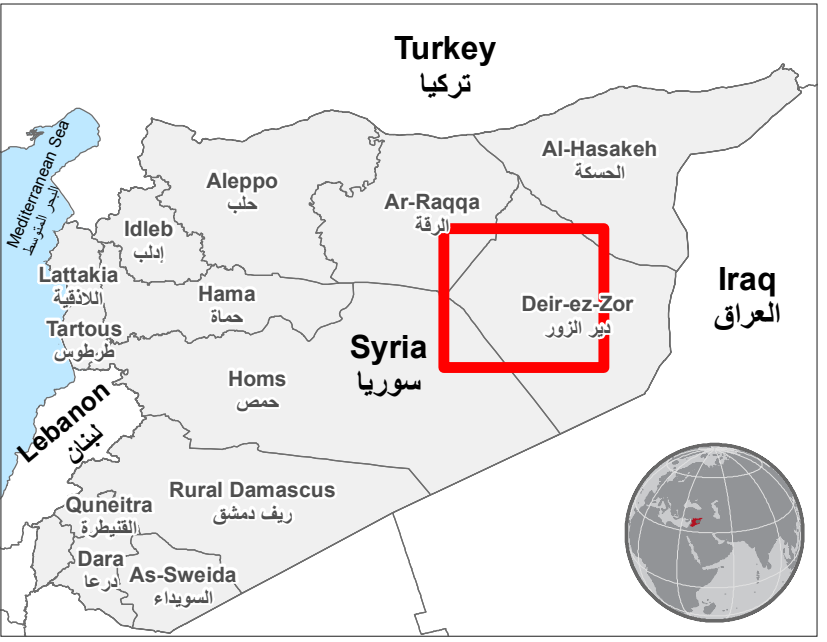 Turkey
تركيا
Mediterranean Sea
البحر المتوسط
Al-Hasakeh
الحسكة
Aleppo
حلب
Ar-Raqqa
الرقة
Idleb
إدلب
Lattakia
اللاذقية
Hama
حماة
Deir-ez-Zor
دير الزور
Iraq
العراق
Tartous
طرطوس
Syria
سوريا
Homs
حمص
Lebanon
لبنان
Rural Damascus
ريف دمشق
Quneitra
القنيطرة
Dara
درعا
As-Sweida
السويداء